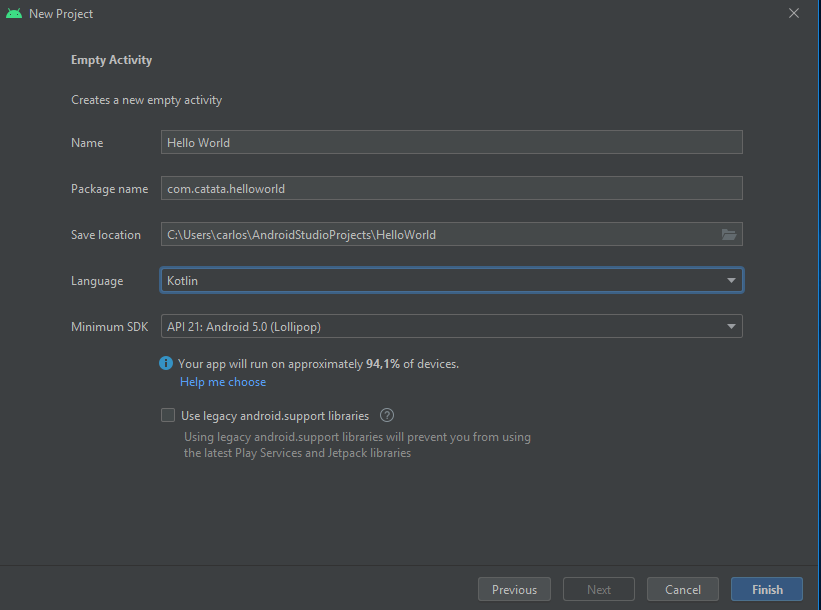 New Project
Empty Activity
Creates a new empty activity
Name Hello World
Package name com.catata.helloworld
Save location C:\Users\carlos\AndroidStudioProjects\HelloWorld
Language Kotlin
Minimum SDK API 21: Android 5.0 (Lollipop)
i Your app will run on approximately 94,1% of devices.
Help me choose
Use legacy android.support libraries ?
Using legacy android.support libraries will prevent you from using
the latest Play Services and Jetpack libraries
Previous Next Cancel Finish